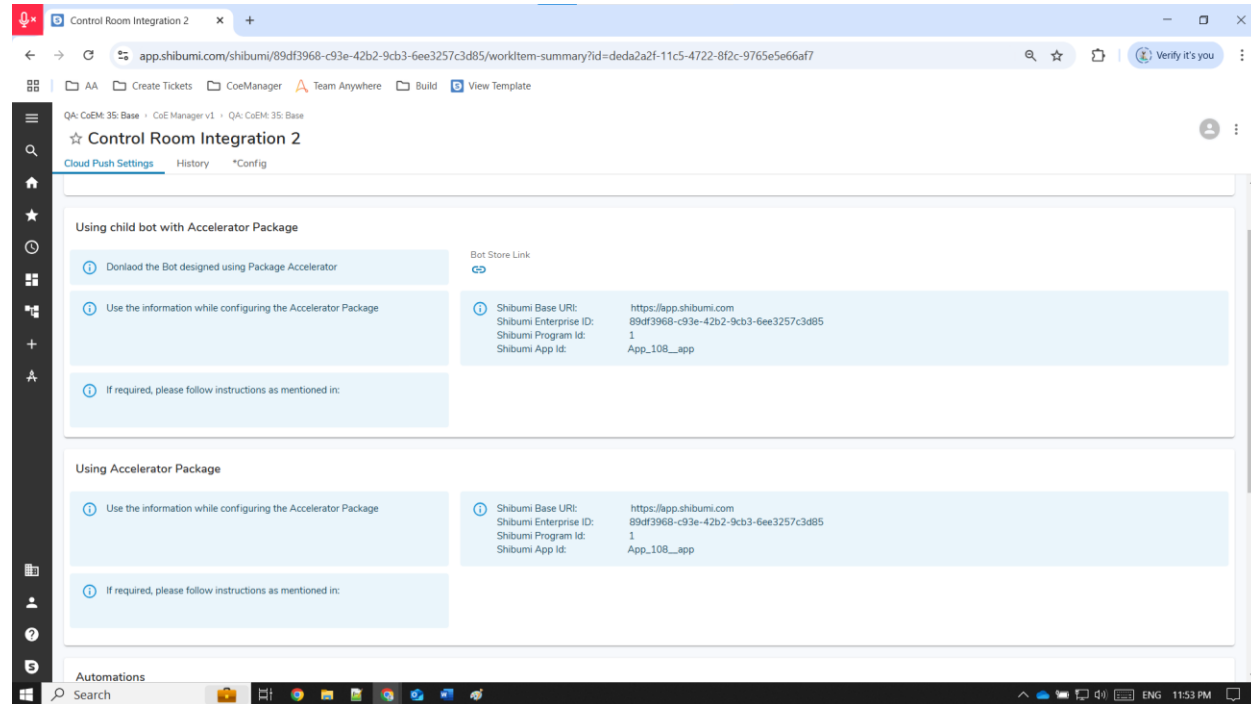 Control Room Integration 2
app.shibumi.com/shibumi/89df3968-c93e-42b2-9cb3-6ee3257c3d85/workItem-summary?id=deda2a2f-11c5-4722-8f2c-9765e5e66af7
Verify it's you
AA Create Tickets CoeManager Team Anywhere Build View Template
QA: CoEM: 35: Base › CoE Manager v1 › QA: CoEM: 35: Base
Control Room Integration 2
Cloud Push Settings History *Config
Using child bot with Accelerator Package
Bot Store Link
Donlaod the Bot designed using Package Accelerator
Use the information while configuring the Accelerator Package
Shibumi Base URI: https://app.shibumi.com
Shibumi Enterprise ID: 89df3968-c93e-42b2-9cb3-6ee3257c3d85
Shibumi Program Id: 1
Shibumi App Id: App_108__app
If required, please follow instructions as mentioned in:
Using Accelerator Package
Use the information while configuring the Accelerator Package
Shibumi Base URI: https://app.shibumi.com
Shibumi Enterprise ID: 89df3968-c93e-42b2-9cb3-6ee3257c3d85
Shibumi Program Id: 1
Shibumi App Id: App_108__app
If required, please follow instructions as mentioned in:
Automations
Search
ENG 11:53 PM